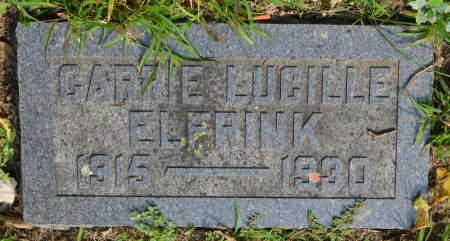 CARRIE LUCILLE
ELFRINK
1915 — 1990